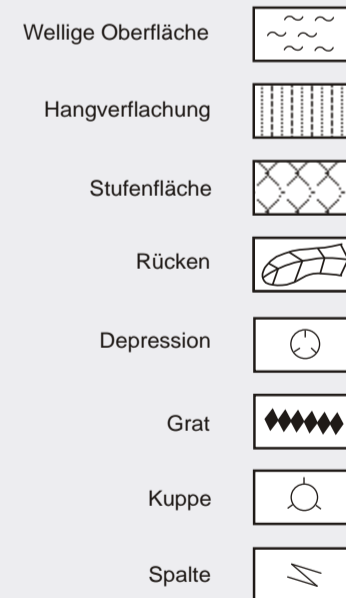 Wellige Oberfläche
Hangverflachung
Stufenfläche
Rücken
Depression
Grat
Kuppe
Spalte